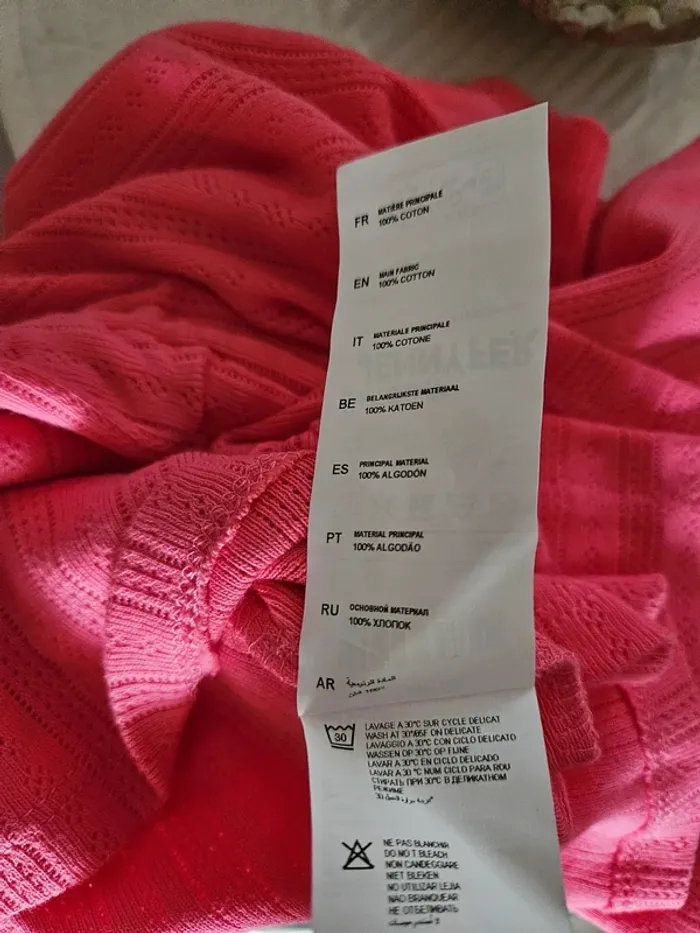 FR MATIÈRE PRINCIPALE
100% COTON
EN MAIN FABRIC
100% COTTON
IT MATERIALE PRINCIPALE
100% COTONE
BE BELANGRIJKSTE MATERIAAL
100% KATOEN
ES PRINCIPAL MATERIAL
100% ALGODÓN
PT MATERIAL PRINCIPAL
100% ALGODÃO
RU ОСНОВНОЙ МАТЕРИАЛ
100% ХЛОПОК
AR المادة الرئيسية
30 LAVAGE A 30°C SUR CYCLE DELICAT
WASH AT 30°/85F ON DELICATE
LAVAGGIO A 30°C CON CICLO DELICATO
WASSEN OP 30°C OP FIJNE
LAVAR A 30°C EN CICLO DELICADO
LAVAR A 30 °C NUM CICLO PARA ROU
СТИРАТЬ ПРИ 30°C В ДЕЛИКАТНОМ
РЕЖИМЕ
NE PAS BLANCHIR
DO NOT BLEACH
NON CANDEGGIARE
NIET BLEKEN
NO UTILIZAR LEJIA
NAO BRANQUEAR
НЕ ОТБЕЛИВАТЬ